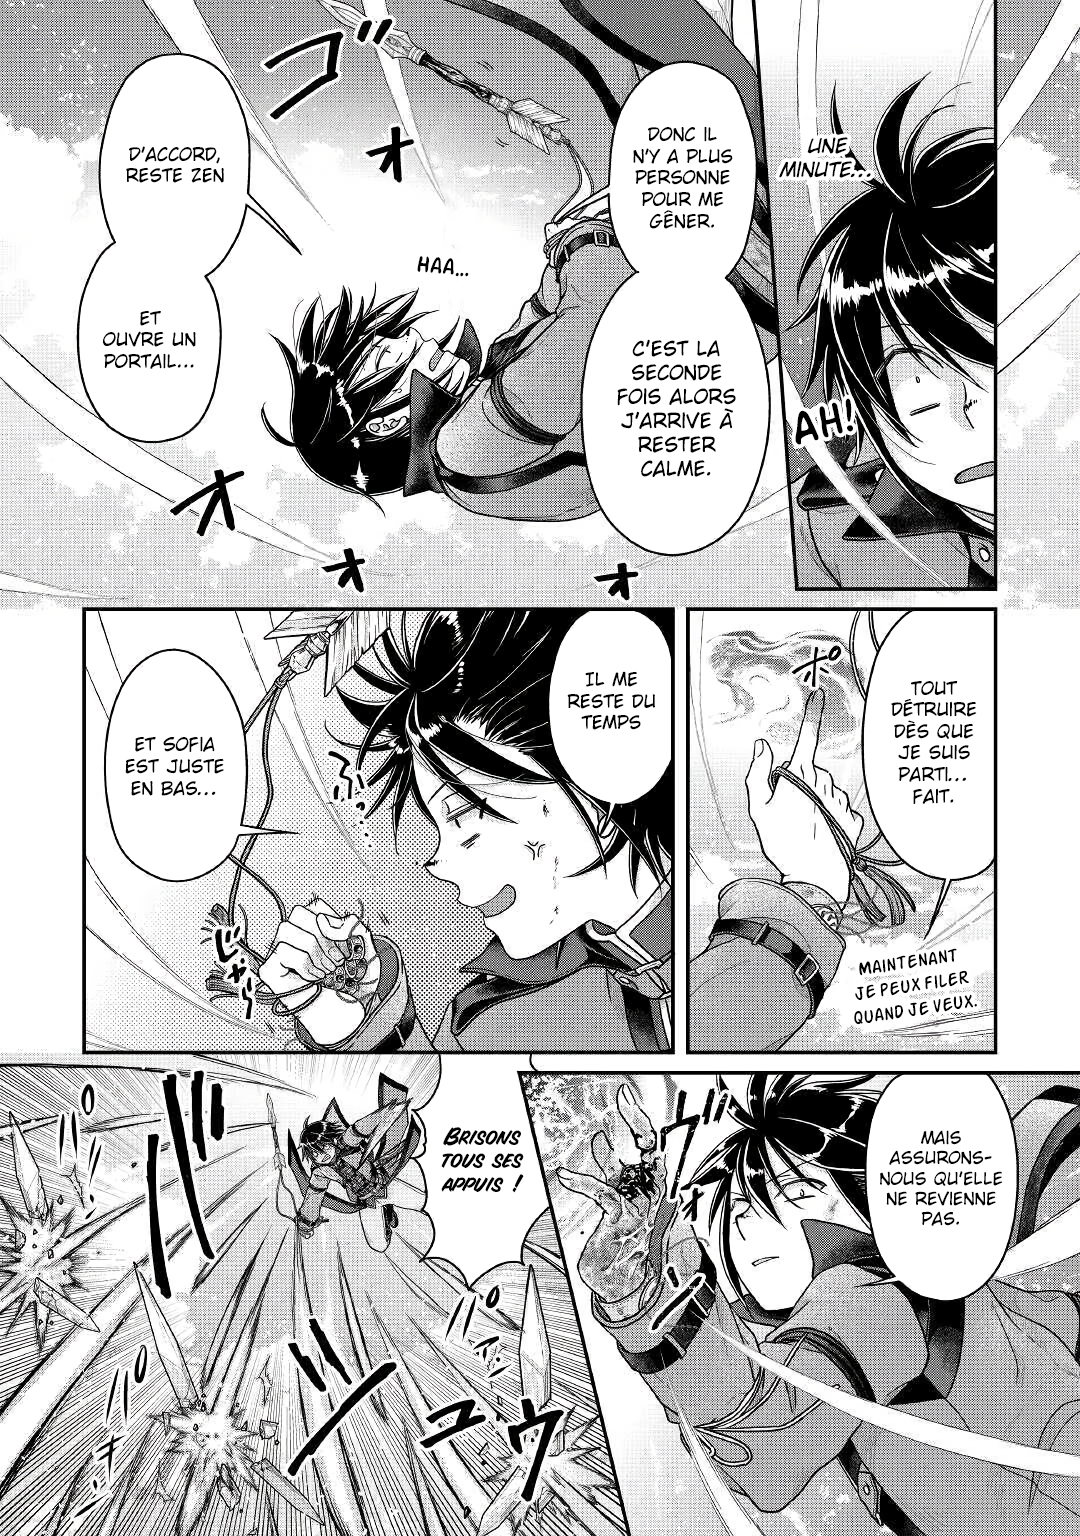 UNE
MINUTE...
AH!
DONC IL
N'Y A PLUS
PERSONNE
POUR ME
GÊNER.
C'EST LA
SECONDE
FOIS ALORS
J'ARRIVE À
RESTER
CALME.
HAA...
D'ACCORD,
RESTE ZEN
ET
OUVRE UN
PORTAIL...
ゴ
オ
オ
オ
オ
オ
TOUT
DÉTRUIRE
DÈS QUE
JE SUIS
PARTI...
FAIT.
ポ
MAINTENANT
JE PEUX FILER
QUAND JE VEUX.
IL ME
RESTE DU
TEMPS
ET SOFIA
EST JUSTE
EN BAS...
MAIS
ASSURONS-
NOUS QU'ELLE
NE REVIENNE
PAS.
BRISONS
TOUS SES
APPUIS !